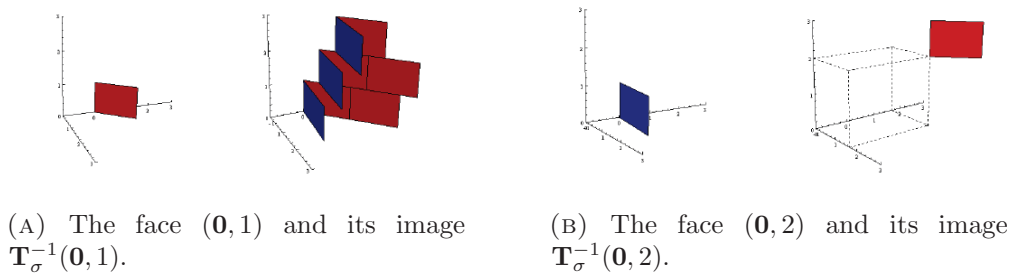 (A) The face (0, 1) and its image
T_σ^{-1}(0, 1).
(B) The face (0, 2) and its image
T_σ^{-1}(0, 2).